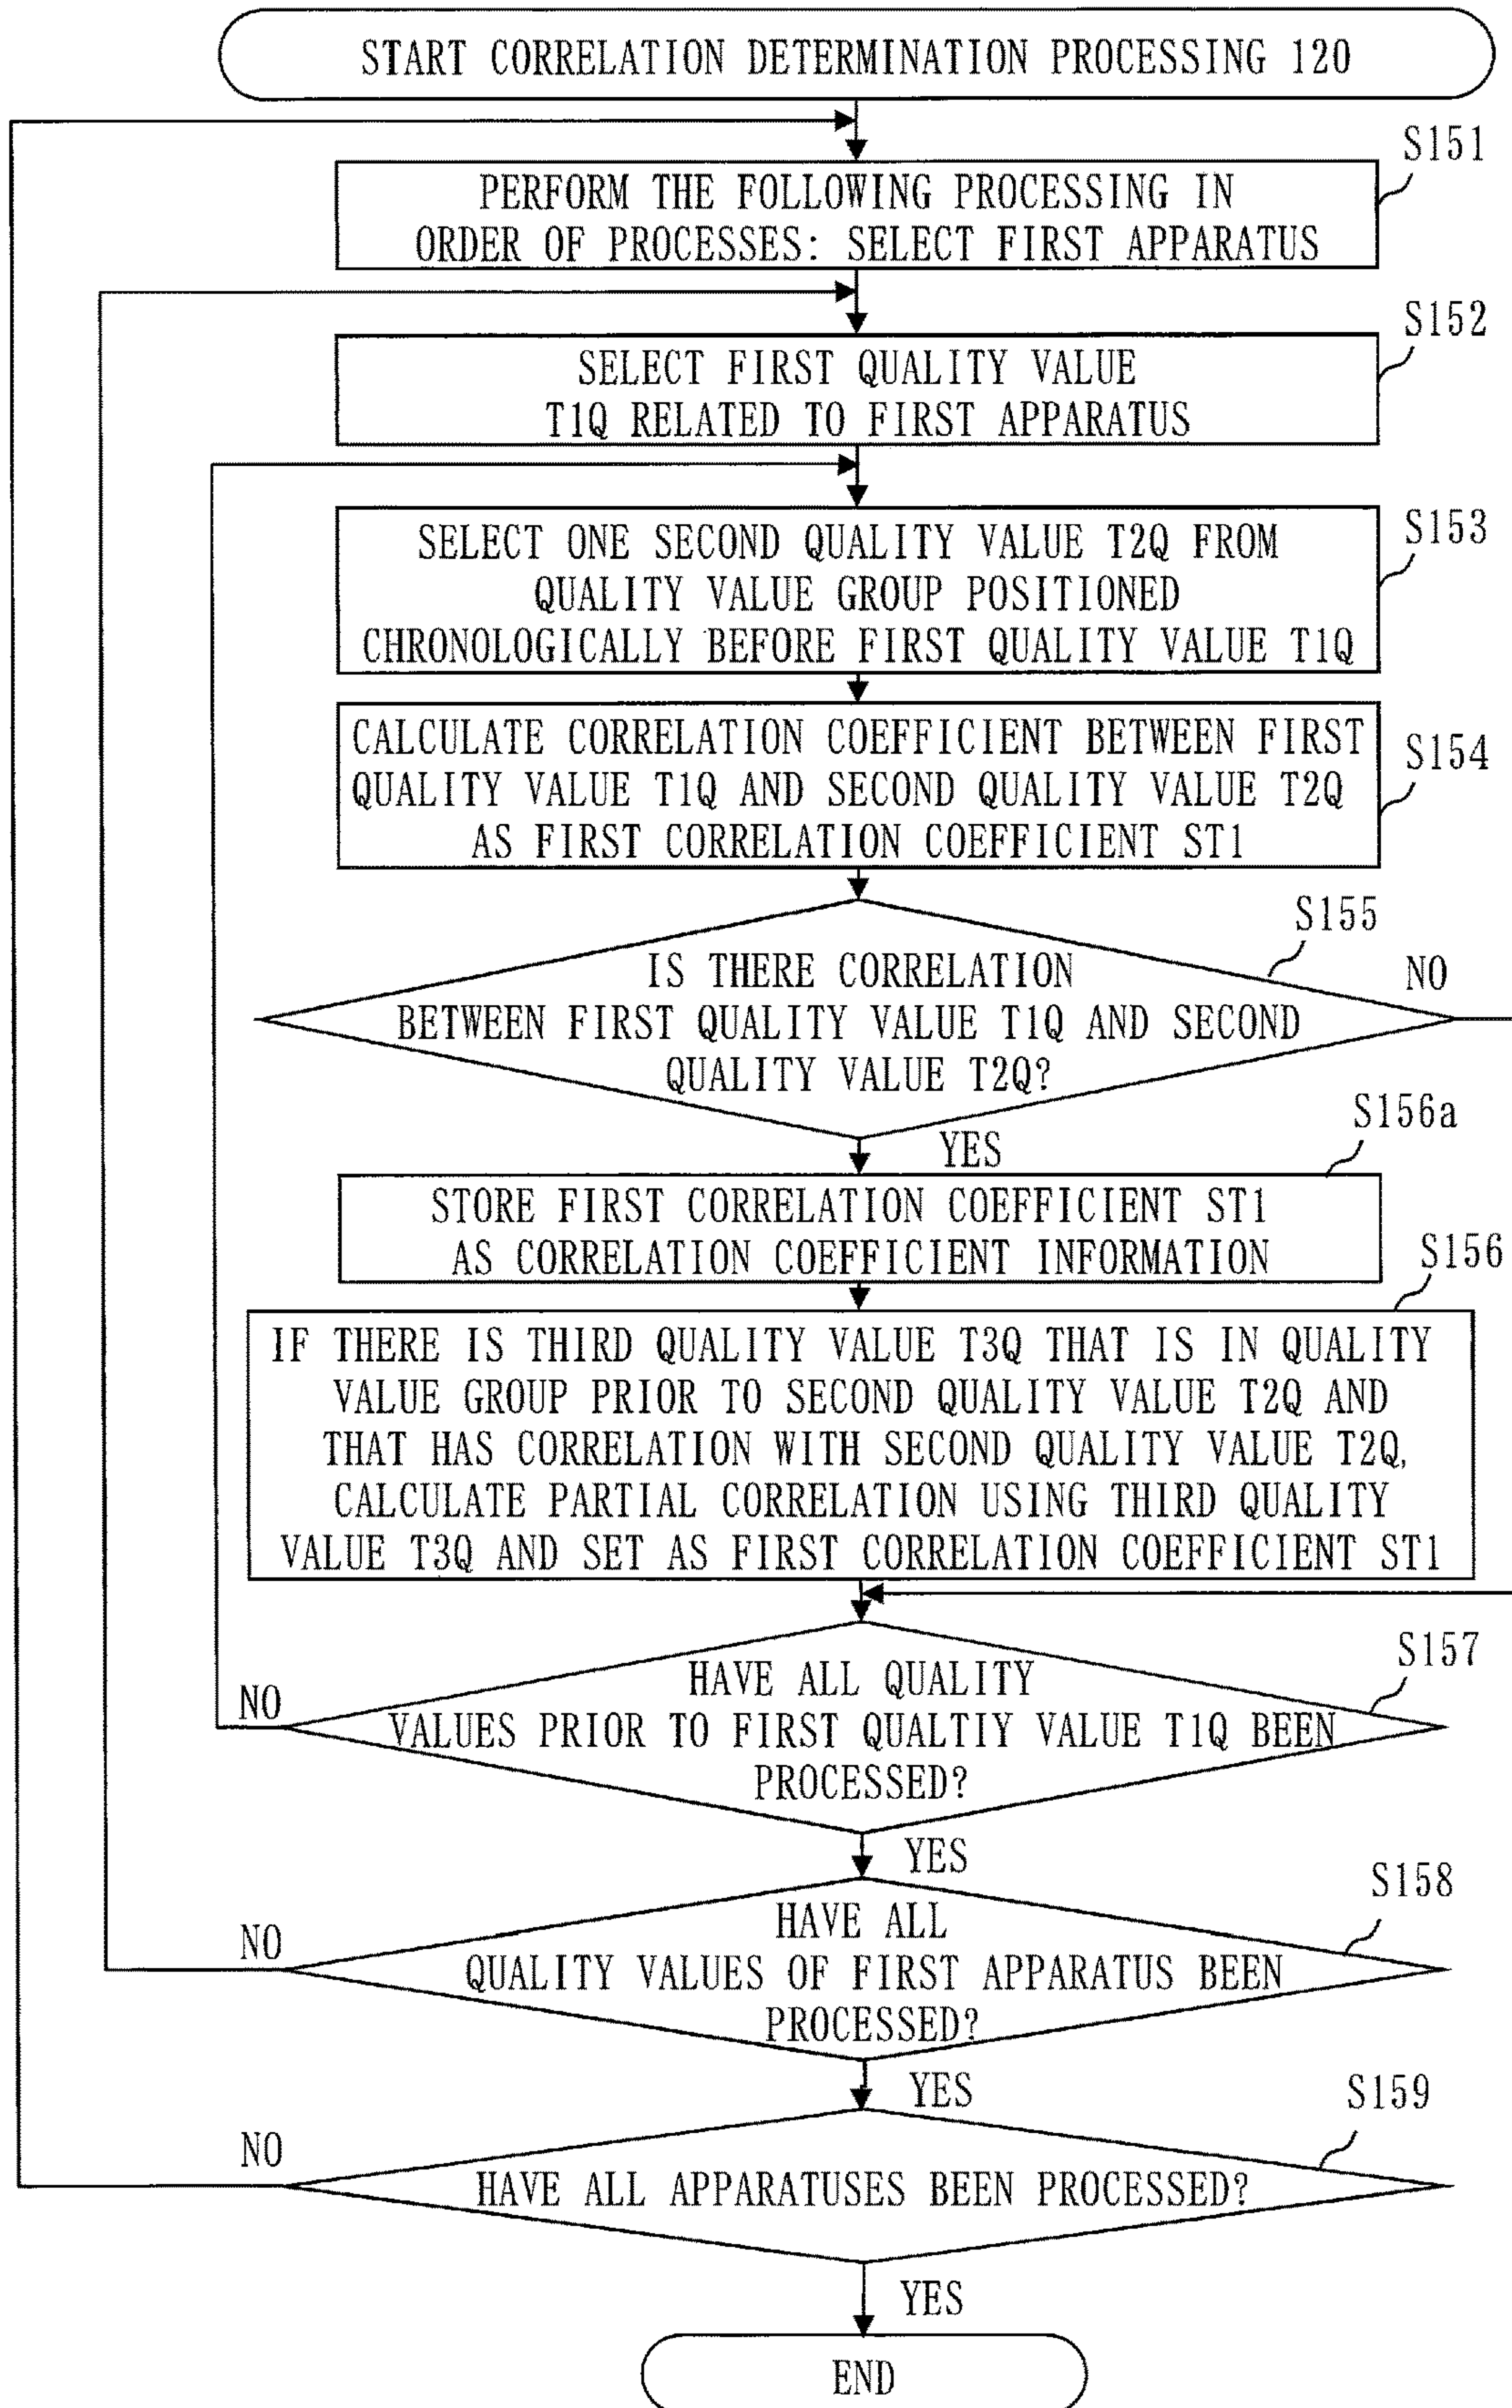 START CORRELATION DETERMINATION PROCESSING 120
S151
PERFORM THE FOLLOWING PROCESSING IN
ORDER OF PROCESSES: SELECT FIRST APPARATUS
S152
SELECT FIRST QUALITY VALUE
T1Q RELATED TO FIRST APPARATUS
S153
SELECT ONE SECOND QUALITY VALUE T2Q FROM
QUALITY VALUE GROUP POSITIONED
CHRONOLOGICALLY BEFORE FIRST QUALITY VALUE T1Q
S154
CALCULATE CORRELATION COEFFICIENT BETWEEN FIRST
QUALITY VALUE T1Q AND SECOND QUALITY VALUE T2Q
AS FIRST CORRELATION COEFFICIENT ST1
S155
IS THERE CORRELATION
BETWEEN FIRST QUALITY VALUE T1Q AND SECOND
QUALITY VALUE T2Q?
NO
YES
S156a
STORE FIRST CORRELATION COEFFICIENT ST1
AS CORRELATION COEFFICIENT INFORMATION
S156
IF THERE IS THIRD QUALITY VALUE T3Q THAT IS IN QUALITY
VALUE GROUP PRIOR TO SECOND QUALITY VALUE T2Q AND
THAT HAS CORRELATION WITH SECOND QUALITY VALUE T2Q,
CALCULATE PARTIAL CORRELATION USING THIRD QUALITY
VALUE T3Q AND SET AS FIRST CORRELATION COEFFICIENT ST1
S157
HAVE ALL QUALITY
VALUES PRIOR TO FIRST QUALTIY VALUE T1Q BEEN
PROCESSED?
NO
YES
S158
HAVE ALL
QUALITY VALUES OF FIRST APPARATUS BEEN
PROCESSED?
NO
YES
S159
HAVE ALL APPARATUSES BEEN PROCESSED?
NO
YES
END